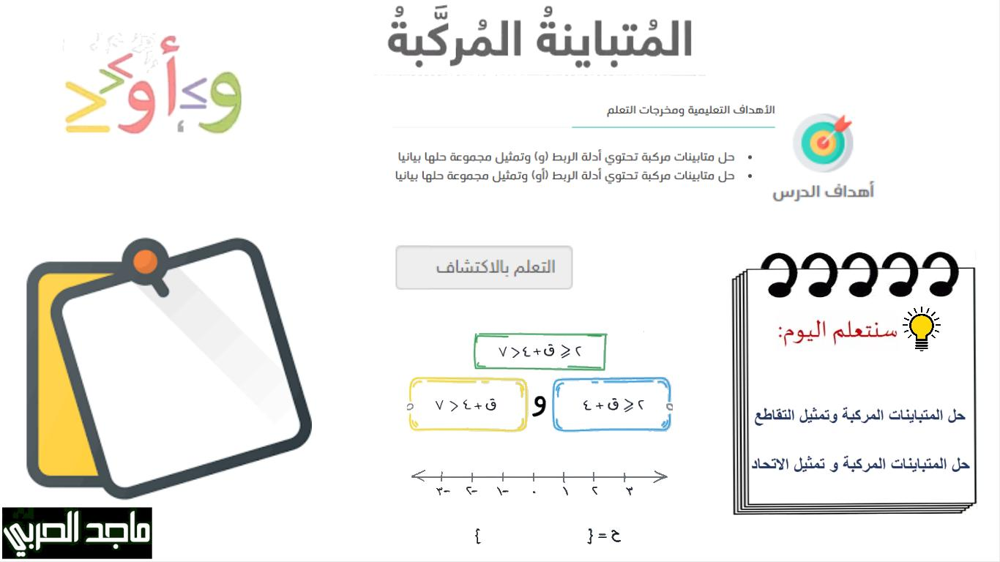 المُتباينةُ المُركَّبةُ
و ≥ أو > < ≤
الأهداف التعليمية ومخرجات التعلم
حل متابينات مركبة تحتوي أدلة الربط (و) وتمثيل مجموعة حلها بيانيا
حل متابينات مركبة تحتوي أدلة الربط (أو) وتمثيل مجموعة حلها بيانيا
أهداف الدرس
التعلم بالاكتشاف
سنتعلم اليوم:
حل المتباينات المركبة وتمثيل التقاطع
حل المتباينات المركبة و تمثيل الاتحاد
٢ ⩾ ق + ٤ < ٧
٢ ⩾ ق + ٤ و ق + ٤ < ٧
٣ ٢ ١ ٠ -١ -٢ -٣
ح = { }
ماجد الحربي